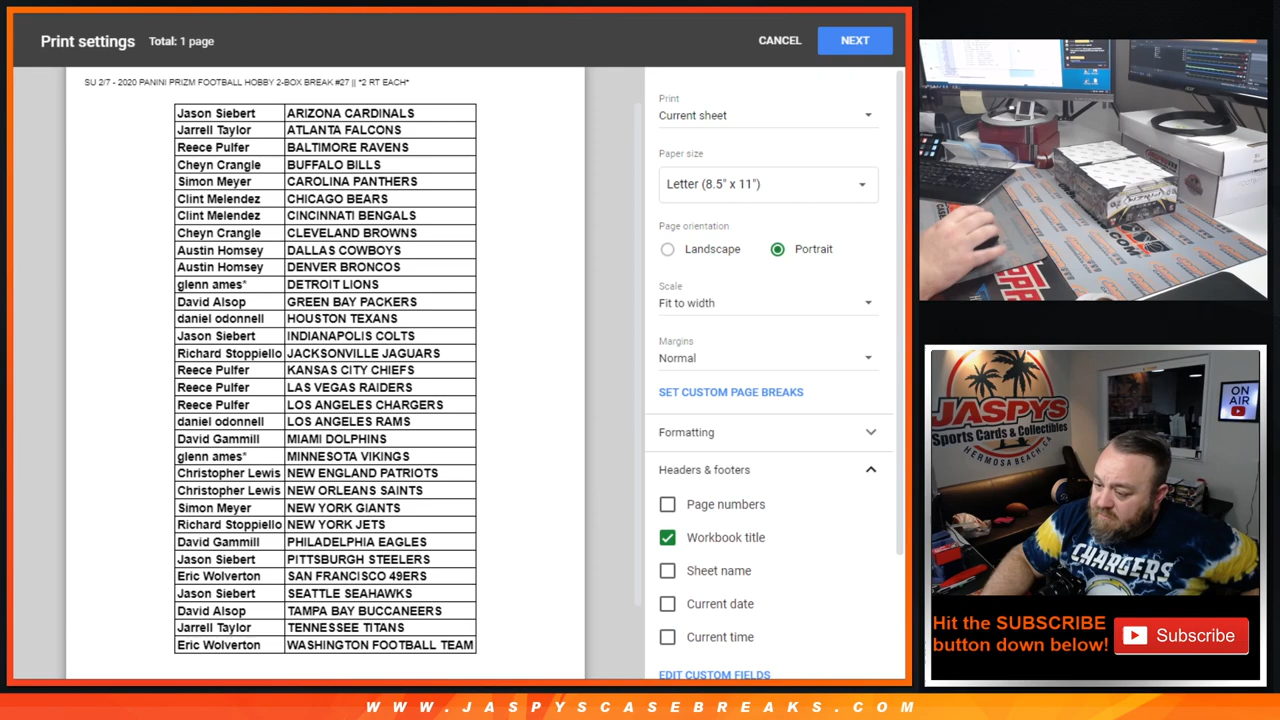 Print settings
Total: 1 page
CANCEL
NEXT
SU 2/7 - 2020 PANINI PRIZM FOOTBALL HOBBY 2-BOX BREAK #27 || *2 RT EACH*
Jason Siebert ARIZONA CARDINALS
Jarrell Taylor ATLANTA FALCONS
Reece Pulfer BALTIMORE RAVENS
Cheyn Crangle BUFFALO BILLS
Simon Meyer CAROLINA PANTHERS
Clint Melendez CHICAGO BEARS
Clint Melendez CINCINNATI BENGALS
Cheyn Crangle CLEVELAND BROWNS
Austin Homsey DALLAS COWBOYS
Austin Homsey DENVER BRONCOS
glenn ames* DETROIT LIONS
David Alsop GREEN BAY PACKERS
daniel odonnell HOUSTON TEXANS
Jason Siebert INDIANAPOLIS COLTS
Richard Stoppiello JACKSONVILLE JAGUARS
Reece Pulfer KANSAS CITY CHIEFS
Reece Pulfer LAS VEGAS RAIDERS
Reece Pulfer LOS ANGELES CHARGERS
daniel odonnell LOS ANGELES RAMS
David Gammill MIAMI DOLPHINS
glenn ames* MINNESOTA VIKINGS
Christopher Lewis NEW ENGLAND PATRIOTS
Christopher Lewis NEW ORLEANS SAINTS
Simon Meyer NEW YORK GIANTS
Richard Stoppiello NEW YORK JETS
David Gammill PHILADELPHIA EAGLES
Jason Siebert PITTSBURGH STEELERS
Eric Wolverton SAN FRANCISCO 49ERS
Jason Siebert SEATTLE SEAHAWKS
David Alsop TAMPA BAY BUCCANEERS
Jarrell Taylor TENNESSEE TITANS
Eric Wolverton WASHINGTON FOOTBALL TEAM
Print
Current sheet
Paper size
Letter (8.5" x 11")
Page orientation
Landscape
Portrait
Scale
Fit to width
Margins
Normal
SET CUSTOM PAGE BREAKS
Formatting
Headers & footers
Page numbers
Workbook title
Sheet name
Current date
Current time
EDIT CUSTOM FIELDS
JASPYS
Sports Cards & Collectibles
HERMOSA BEACH, CA
ON
AIR
CHARGERS
Hit the SUBSCRIBE
button down below!
Subscribe
WWW.JASPYSCASEBREAKS.COM